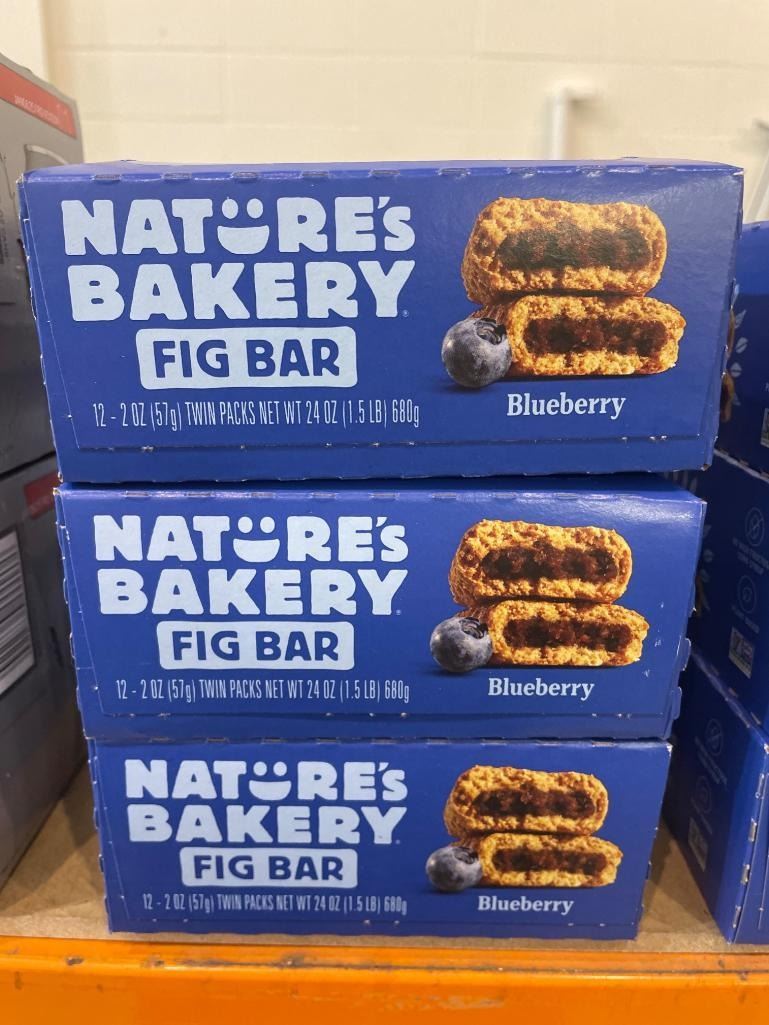 NATURE'S
BAKERY®
FIG BAR
12 - 2 OZ (57g) TWIN PACKS NET WT 24 OZ (1.5 LB) 680g
Blueberry
NATURE'S
BAKERY®
FIG BAR
12 - 2 OZ (57g) TWIN PACKS NET WT 24 OZ (1.5 LB) 680g
Blueberry
NATURE'S
BAKERY®
FIG BAR
12 - 2 OZ (57g) TWIN PACKS NET WT 24 OZ (1.5 LB) 680g
Blueberry